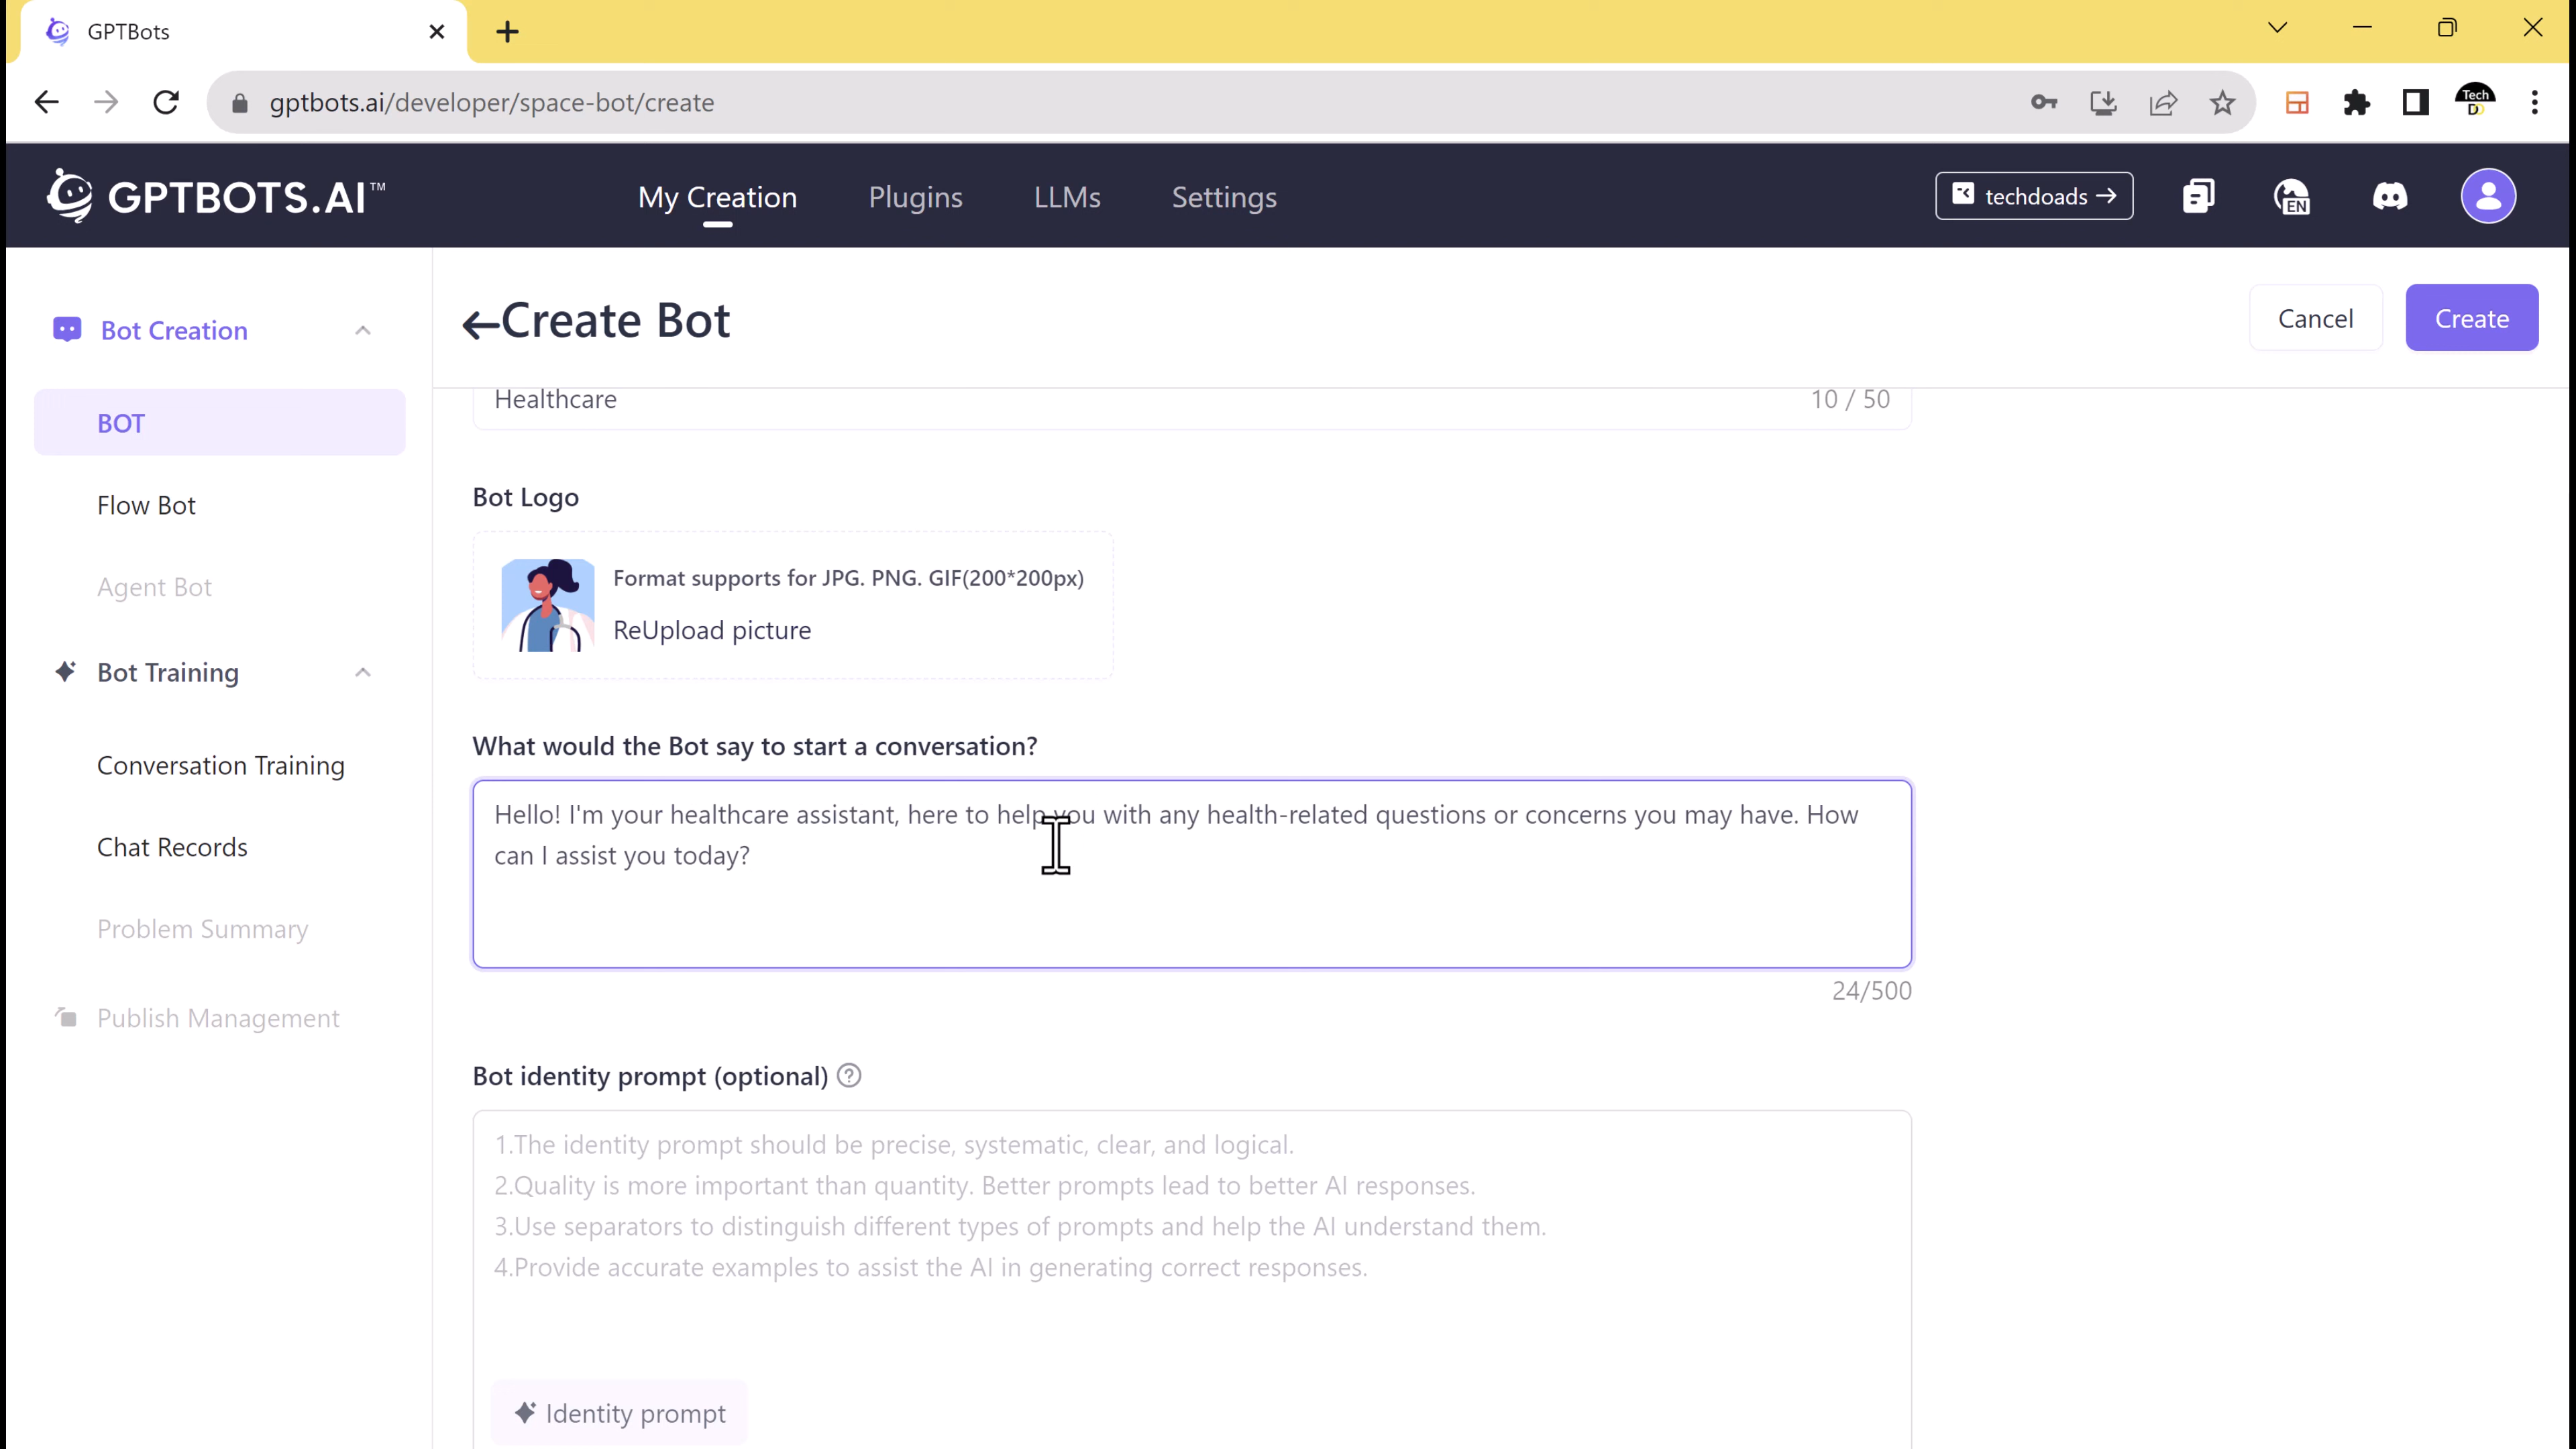 GPTBots
gptbots.ai/developer/space-bot/create
Tech
D
GPTBOTS.AI™
My Creation
Plugins
LLMs
Settings
techdoads →
EN
Bot Creation
←Create Bot
Cancel
Create
BOT
Healthcare
10 / 50
Flow Bot
Bot Logo
Agent Bot
Format supports for JPG. PNG. GIF(200*200px)
ReUpload picture
Bot Training
What would the Bot say to start a conversation?
Conversation Training
Hello! I'm your healthcare assistant, here to help you with any health-related questions or concerns you may have. How
can I assist you today?
Chat Records
Problem Summary
24/500
Publish Management
Bot identity prompt (optional) ?
1.The identity prompt should be precise, systematic, clear, and logical.
2.Quality is more important than quantity. Better prompts lead to better AI responses.
3.Use separators to distinguish different types of prompts and help the AI understand them.
4.Provide accurate examples to assist the AI in generating correct responses.
Identity prompt